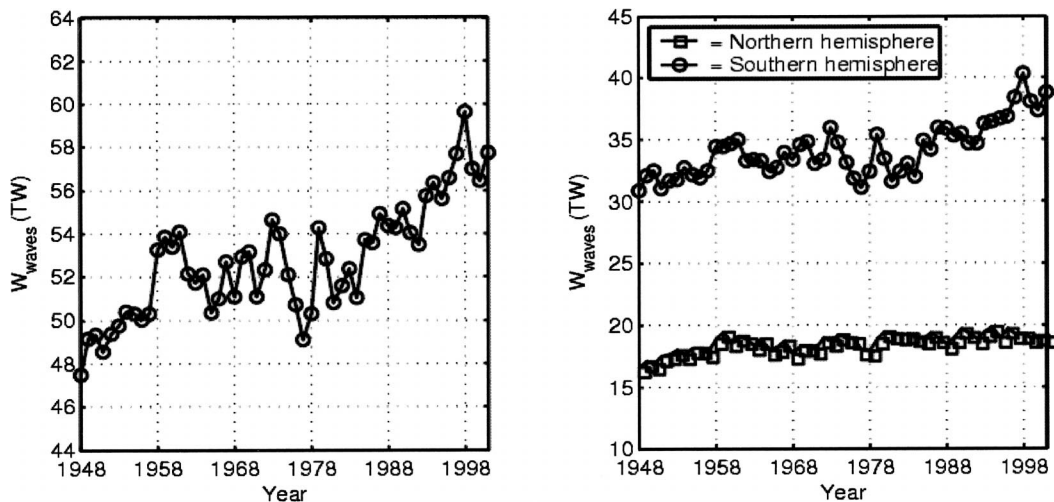 64
62
60
58
56
54
52
50
48
46
44
W_waves (TW)
1948 1958 1968 1978 1988 1998
Year
45
40
35
30
25
20
15
10
W_waves (TW)
= Northern hemisphere
= Southern hemisphere
1948 1958 1968 1978 1988 1998
Year